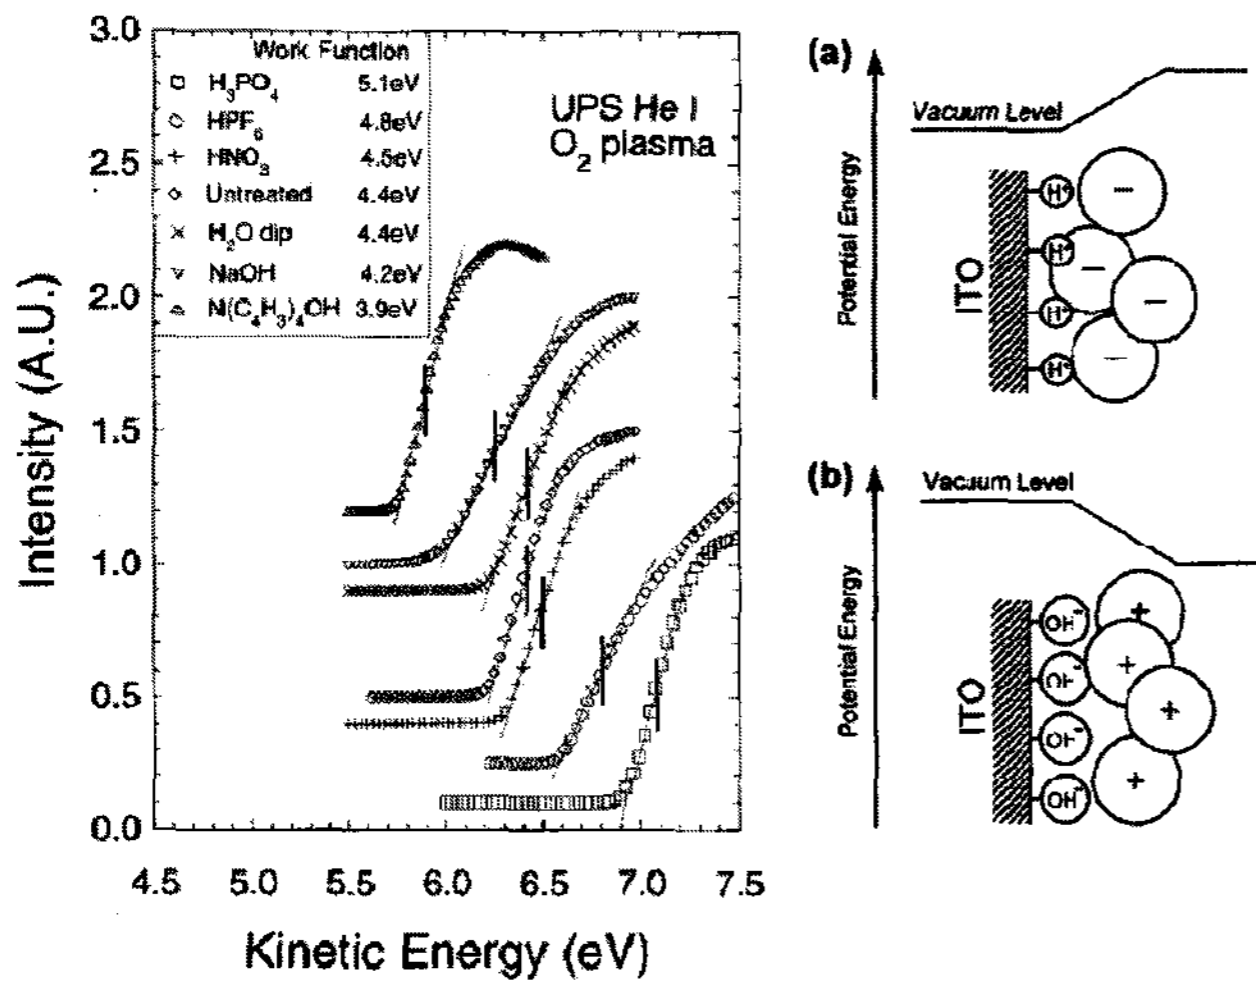 3.0
2.5
2.0
1.5
1.0
0.5
0.0
Intensity (A.U.)
Work Function
H3PO4 5.1eV
HPF6 4.8eV
HNO3 4.5eV
Untreated 4.4eV
H2O dip 4.4eV
NaOH 4.2eV
N(C4H3)4OH 3.9eV
UPS He I
O2 plasma
4.5 5.0 5.5 6.0 6.5 7.0 7.5
Kinetic Energy (eV)
(a)
Vacuum Level
Potential Energy
ITO
H+ −
H+ −
H+ −
H+ −
(b)
Vacuum Level
Potential Energy
ITO
OH- +
OH- +
OH- +
OH- +